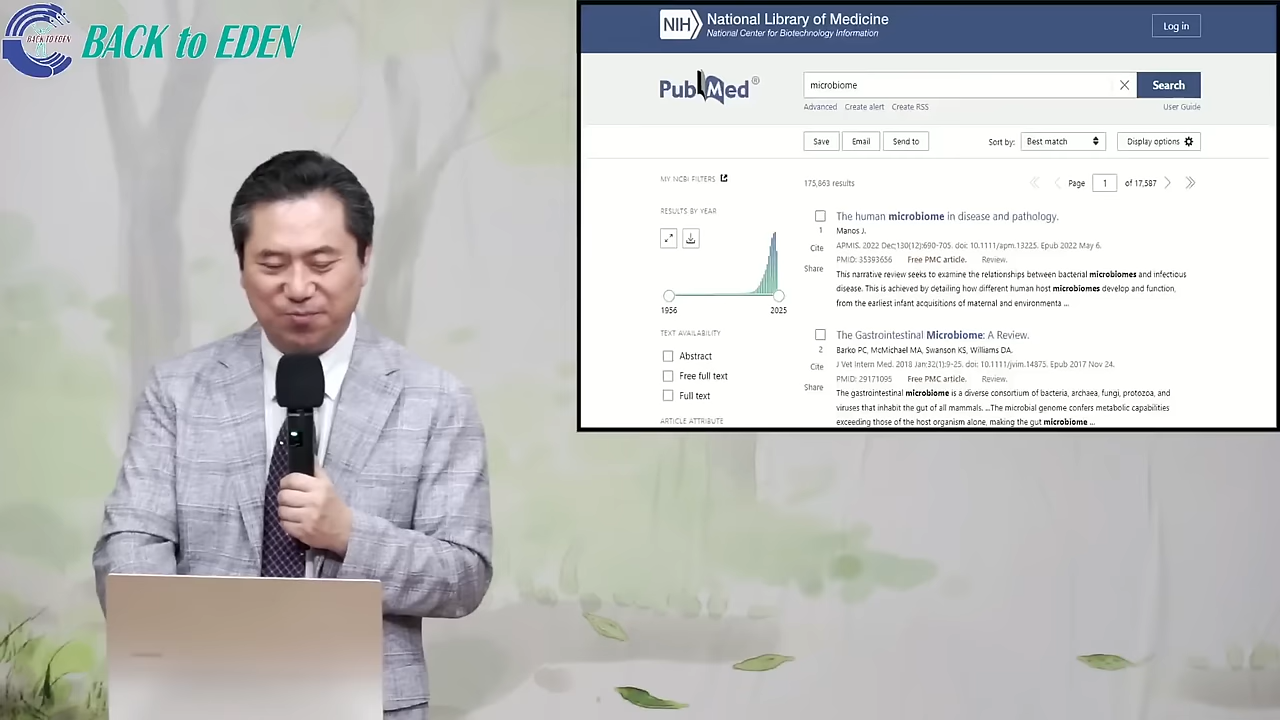 BACK TO EDEN
BACK to EDEN
NIH
National Library of Medicine
National Center for Biotechnology Information
Log in
PubMed®
microbiome
Search
Advanced
Create alert
Create RSS
User Guide
Save
Email
Send to
Sort by:
Best match
Display options
MY NCBI FILTERS
175,863 results
Page
1
of 17,587
RESULTS BY YEAR
1956
2025
TEXT AVAILABILITY
Abstract
Free full text
Full text
ARTICLE ATTRIBUTE
1
Cite
Share
The human microbiome in disease and pathology.
Manos J.
APMIS. 2022 Dec;130(12):690-705. doi: 10.1111/apm.13225. Epub 2022 May 6.
PMID: 35393656 Free PMC article. Review.
This narrative review seeks to examine the relationships between bacterial microbiomes and infectious
disease. This is achieved by detailing how different human host microbiomes develop and function,
from the earliest infant acquisitions of maternal and environmenta ...
2
Cite
Share
The Gastrointestinal Microbiome: A Review.
Barko PC, McMichael MA, Swanson KS, Williams DA.
J Vet Intern Med. 2018 Jan;32(1):9-25. doi: 10.1111/jvim.14875. Epub 2017 Nov 24.
PMID: 29171095 Free PMC article. Review.
The gastrointestinal microbiome is a diverse consortium of bacteria, archaea, fungi, protozoa, and
viruses that inhabit the gut of all mammals. ...The microbial genome confers metabolic capabilities
exceeding those of the host organism alone, making the gut microbiome ...